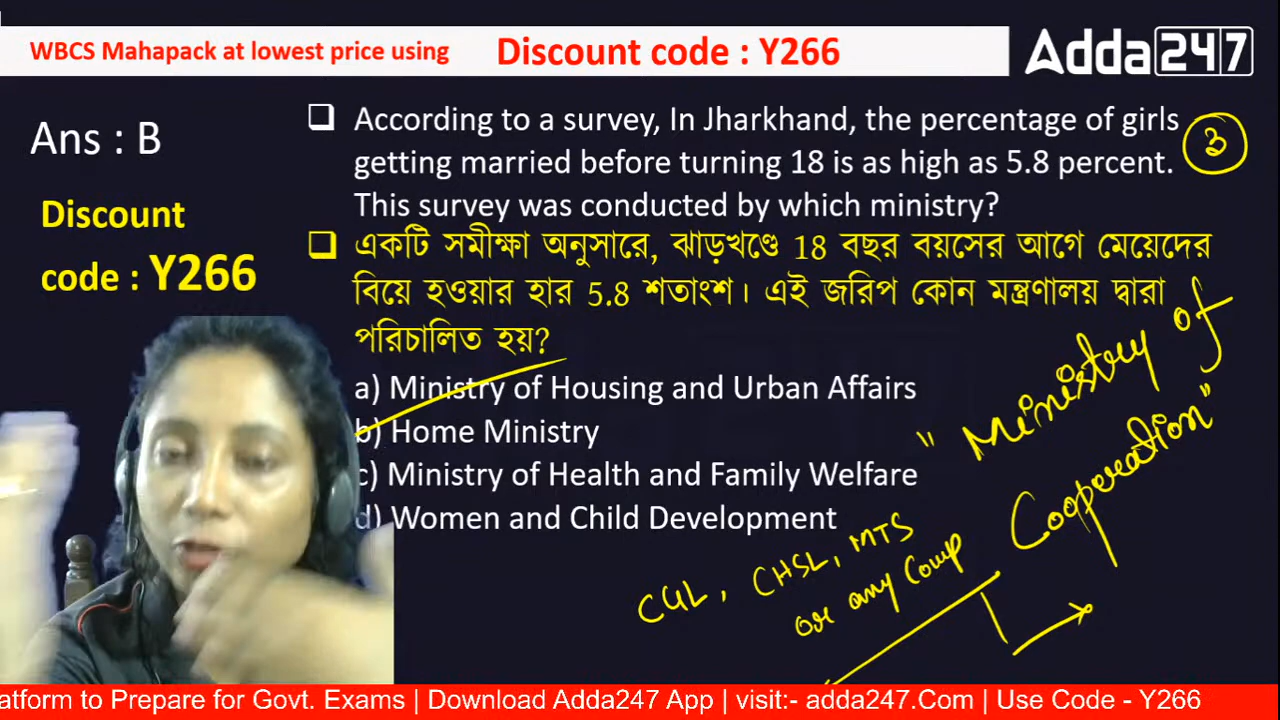 WBCS Mahapack at lowest price using Discount code : Y266
Adda247
Ans : B
Discount
code : Y266
According to a survey, In Jharkhand, the percentage of girls
getting married before turning 18 is as high as 5.8 percent.
This survey was conducted by which ministry?
3
একটি সমীক্ষা অনুসারে, ঝাড়খণ্ডে 18 বছর বয়সের আগে মেয়েদের
বিয়ে হওয়ার হার 5.8 শতাংশ। এই জরিপ কোন মন্ত্রণালয় দ্বারা
পরিচালিত হয়?
a) Ministry of Housing and Urban Affairs
b) Home Ministry
c) Ministry of Health and Family Welfare
d) Women and Child Development
"Ministry of
Cooperation"
CGL, CHSL, MTS
or any Comp
atform to Prepare for Govt. Exams | Download Adda247 App | visit:- adda247.Com | Use Code - Y266